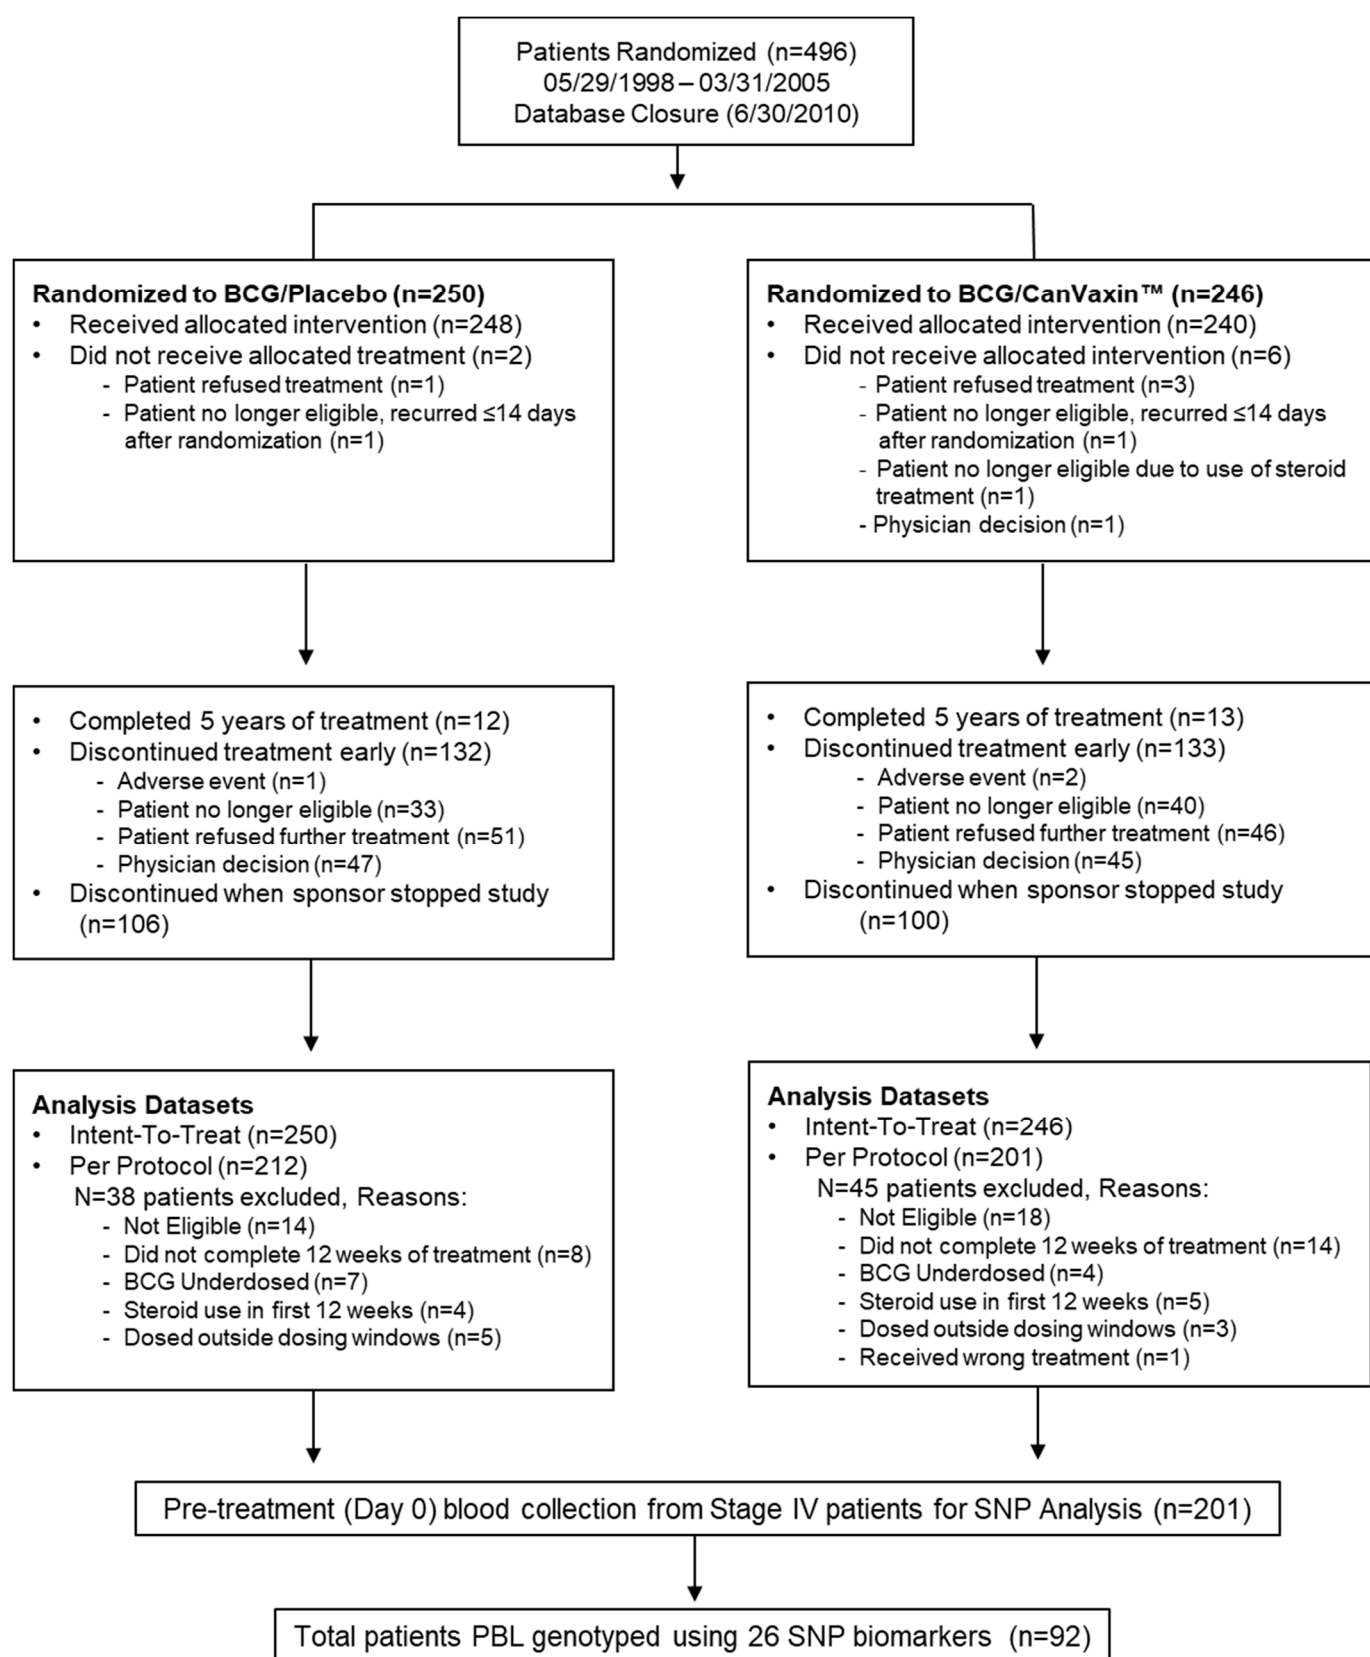 Patients Randomized (n=496)
05/29/1998 – 03/31/2005
Database Closure (6/30/2010)
Randomized to BCG/Placebo (n=250)
• Received allocated intervention (n=248)
• Did not receive allocated treatment (n=2)
- Patient refused treatment (n=1)
- Patient no longer eligible, recurred ≤14 days
after randomization (n=1)
Randomized to BCG/CanVaxin™ (n=246)
• Received allocated intervention (n=240)
• Did not receive allocated intervention (n=6)
- Patient refused treatment (n=3)
- Patient no longer eligible, recurred ≤14 days
after randomization (n=1)
- Patient no longer eligible due to use of steroid
treatment (n=1)
- Physician decision (n=1)
• Completed 5 years of treatment (n=12)
• Discontinued treatment early (n=132)
- Adverse event (n=1)
- Patient no longer eligible (n=33)
- Patient refused further treatment (n=51)
- Physician decision (n=47)
• Discontinued when sponsor stopped study
(n=106)
• Completed 5 years of treatment (n=13)
• Discontinued treatment early (n=133)
- Adverse event (n=2)
- Patient no longer eligible (n=40)
- Patient refused further treatment (n=46)
- Physician decision (n=45)
• Discontinued when sponsor stopped study
(n=100)
Analysis Datasets
• Intent-To-Treat (n=250)
• Per Protocol (n=212)
N=38 patients excluded, Reasons:
- Not Eligible (n=14)
- Did not complete 12 weeks of treatment (n=8)
- BCG Underdosed (n=7)
- Steroid use in first 12 weeks (n=4)
- Dosed outside dosing windows (n=5)
Analysis Datasets
• Intent-To-Treat (n=246)
• Per Protocol (n=201)
N=45 patients excluded, Reasons:
- Not Eligible (n=18)
- Did not complete 12 weeks of treatment (n=14)
- BCG Underdosed (n=4)
- Steroid use in first 12 weeks (n=5)
- Dosed outside dosing windows (n=3)
- Received wrong treatment (n=1)
Pre-treatment (Day 0) blood collection from Stage IV patients for SNP Analysis (n=201)
Total patients PBL genotyped using 26 SNP biomarkers (n=92)